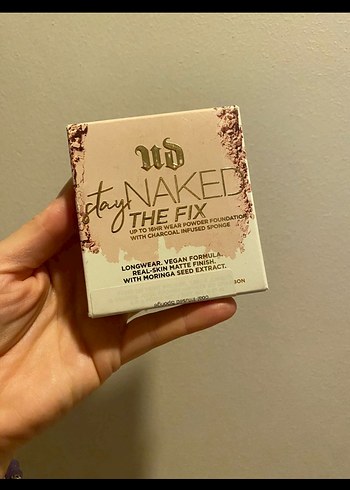 ud
stay NAKED
THE FIX
UP TO 16HR WEAR POWDER FOUNDATION
WITH CHARCOAL INFUSED SPONGE
LONGWEAR. VEGAN FORMULA.
REAL-SKIN MATTE FINISH.
WITH MORINGA SEED EXTRACT.